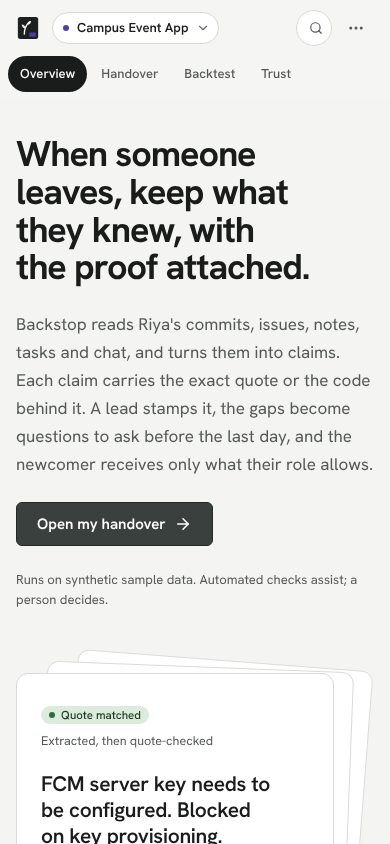 Campus Event App
Overview
Handover
Backtest
Trust
When someone
leaves, keep what
they knew, with
the proof attached.
Backstop reads Riya's commits, issues, notes,
tasks and chat, and turns them into claims.
Each claim carries the exact quote or the code
behind it. A lead stamps it, the gaps become
questions to ask before the last day, and the
newcomer receives only what their role allows.
Open my handover
Runs on synthetic sample data. Automated checks assist; a
person decides.
Quote matched
Extracted, then quote-checked
FCM server key needs to
be configured. Blocked
on key provisioning.